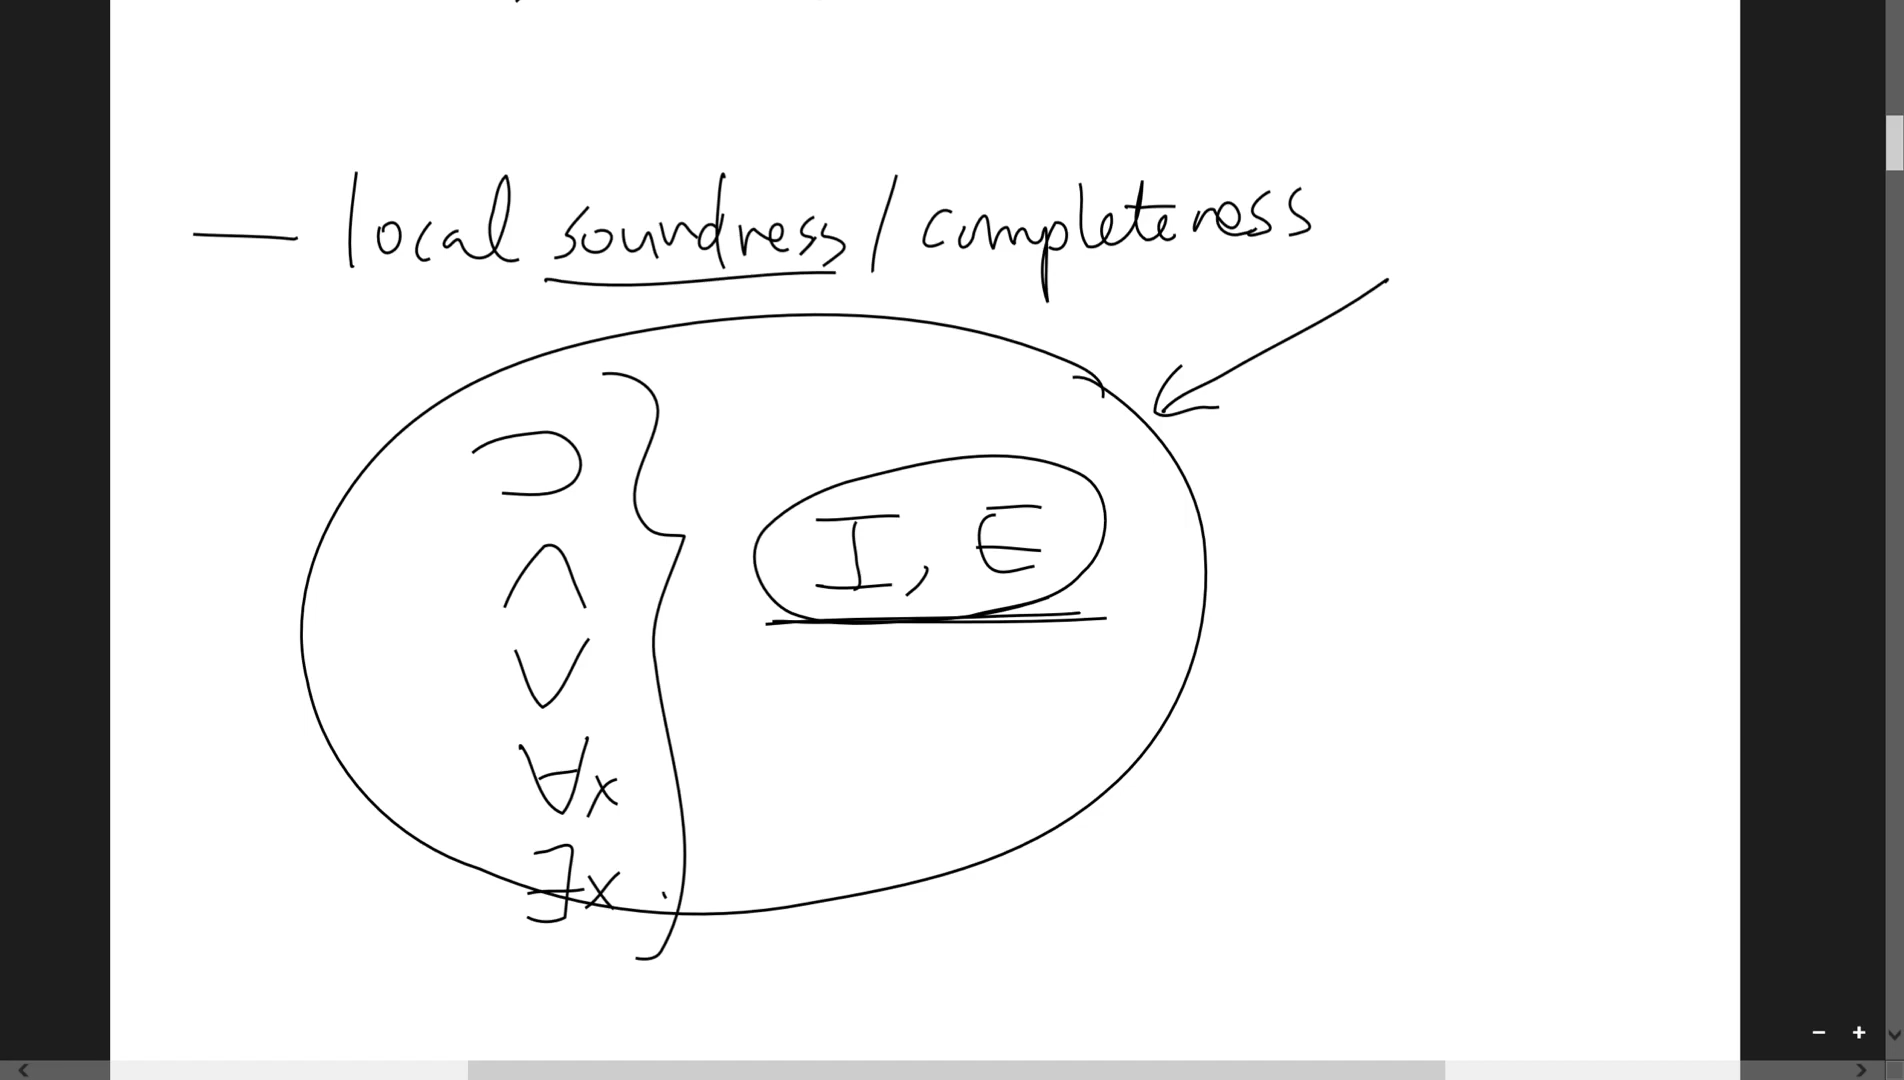 — local soundness / completeness
⊃
∧
I, E
∨
∀x
∃x